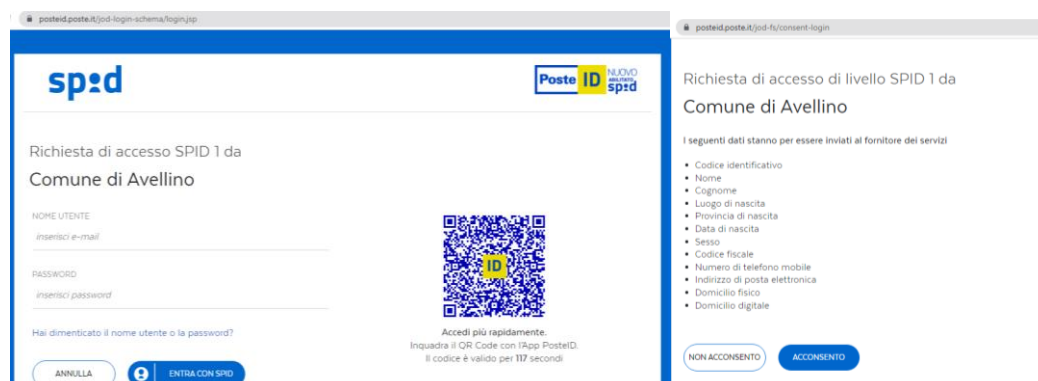 posteid.poste.it/jod-login-schema/login.jsp
sp:d
Poste ID NUOVO
ABILITATO
sp:d
Richiesta di accesso SPID 1 da
Comune di Avellino
NOME UTENTE
inserisci e-mail
PASSWORD
inserisci password
Hai dimenticato il nome utente o la password?
ANNULLA
ENTRA CON SPID
ID
Accedi più rapidamente.
Inquadra il QR Code con l'App PosteID.
Il codice è valido per 117 secondi
posteid.poste.it/jod-fs/consent-login
Richiesta di accesso di livello SPID 1 da
Comune di Avellino
I seguenti dati stanno per essere inviati al fornitore dei servizi
• Codice identificativo
• Nome
• Cognome
• Luogo di nascita
• Provincia di nascita
• Data di nascita
• Sesso
• Codice fiscale
• Numero di telefono mobile
• Indirizzo di posta elettronica
• Domicilio fisico
• Domicilio digitale
NON ACCONSENTO
ACCONSENTO